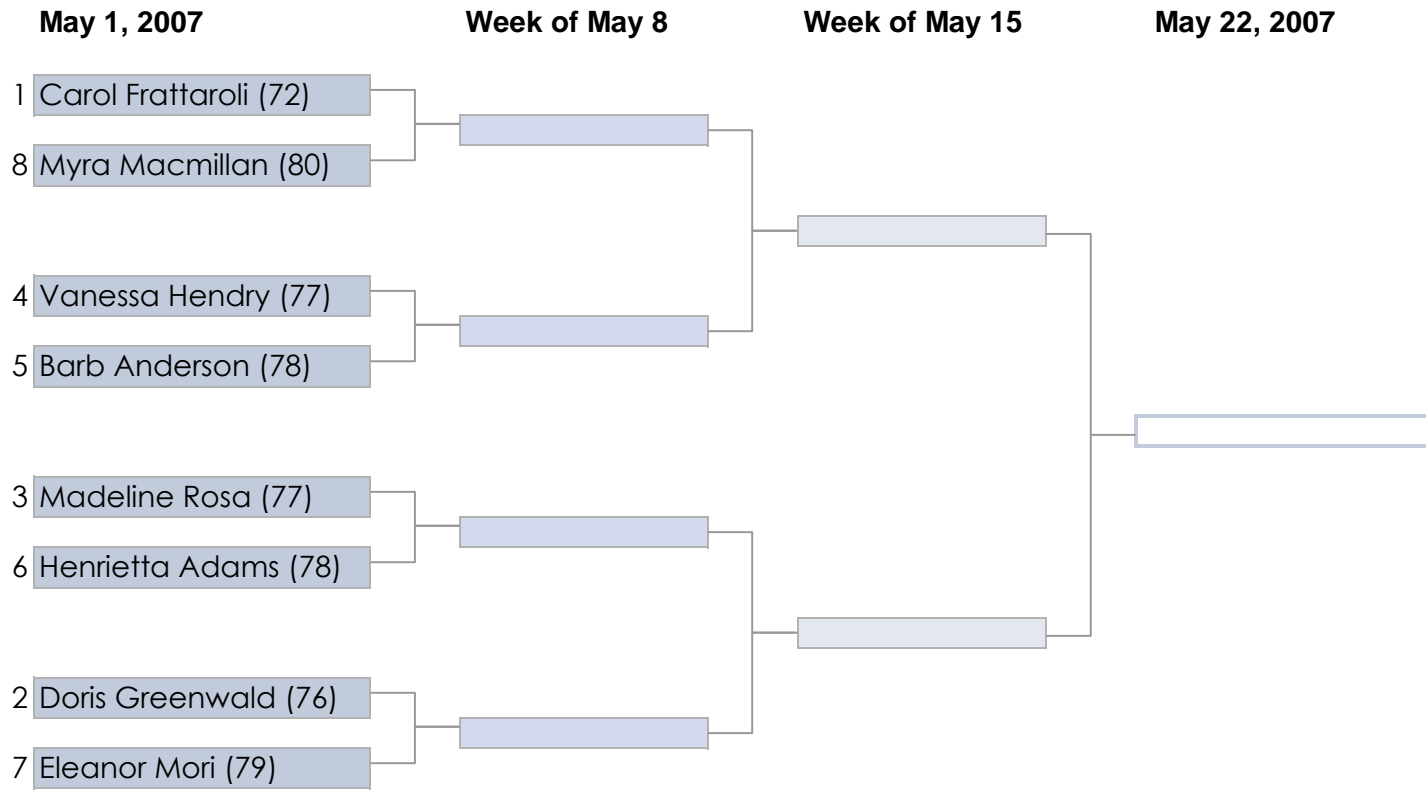 May 1, 2007 Week of May 8 Week of May 15 May 22, 2007
1 Carol Frattaroli (72)
8 Myra Macmillan (80)
4 Vanessa Hendry (77)
5 Barb Anderson (78)
3 Madeline Rosa (77)
6 Henrietta Adams (78)
2 Doris Greenwald (76)
7 Eleanor Mori (79)